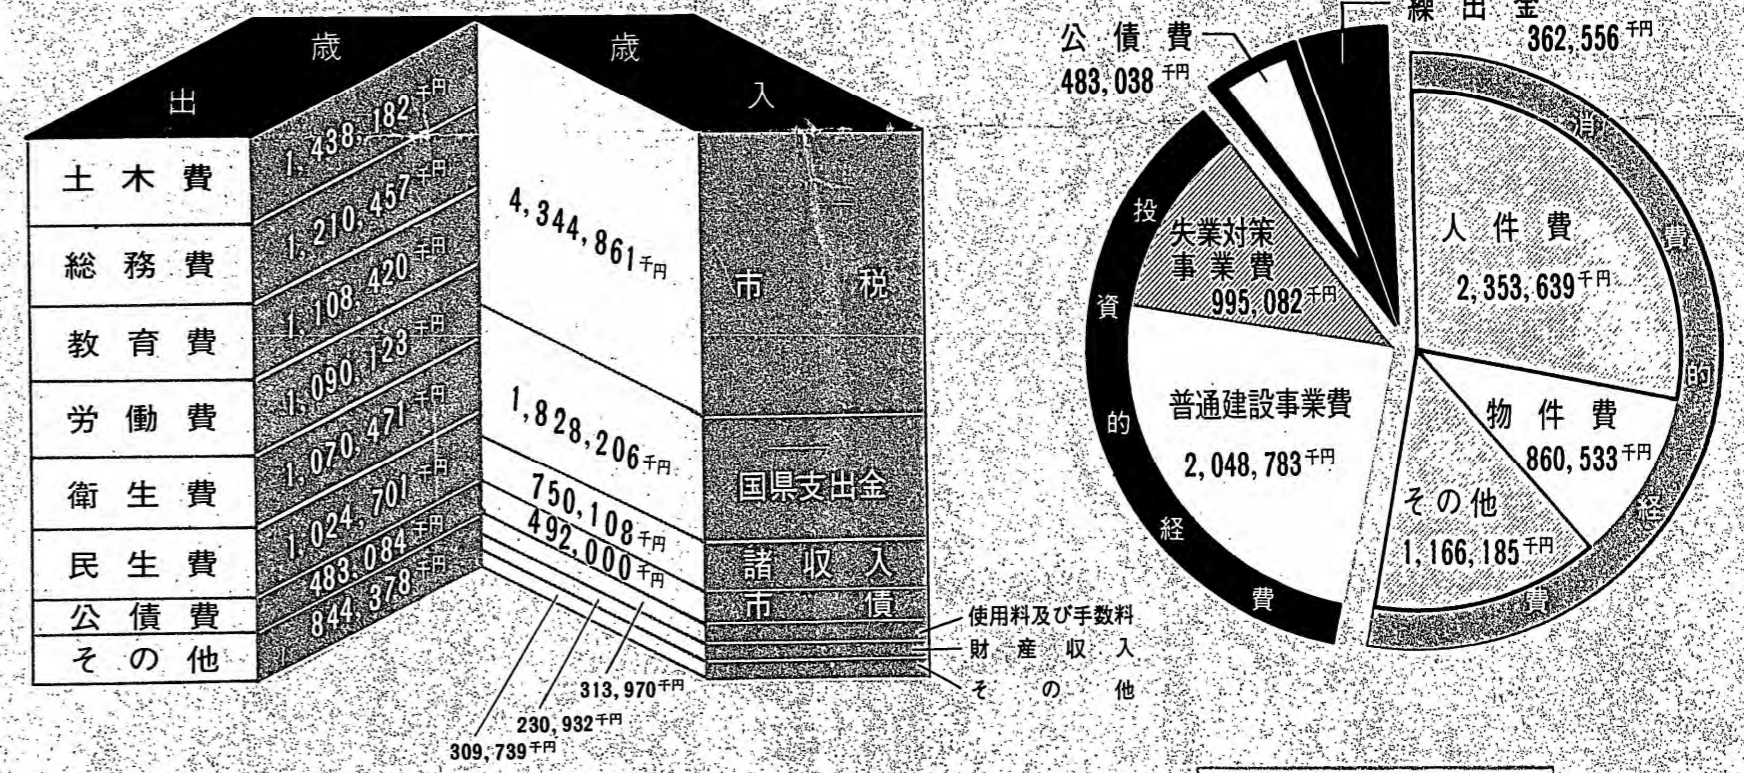 歳出
土木費
1,438,182千円
総務費
1,210,457千円
教育費
1,108,420千円
労働費
1,090,123千円
衛生費
1,070,471千円
民生費
1,024,701千円
公債費
483,084千円
その他
844,378千円
歳入
4,344,861千円
市税
1,828,206千円
国県支出金
750,108千円
諸収入
492,000千円
市債
使用料及び手数料
313,970千円
財産収入
230,932千円
その他
309,739千円
公債費
483,038千円
繰出金
362,556千円
消費的経費
人件費
2,353,639千円
物件費
860,533千円
その他
1,166,185千円
投資的経費
失業対策
事業費
995,082千円
普通建設事業費
2,048,783千円